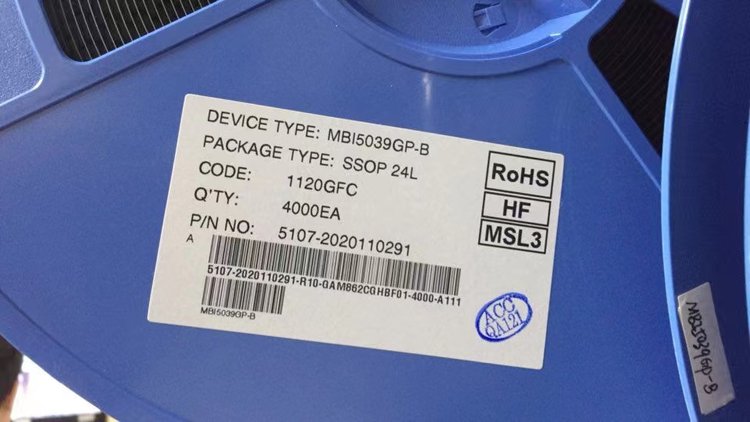 DEVICE TYPE: MBI5039GP-B
PACKAGE TYPE: SSOP 24L
CODE: 1120GFC
Q'TY: 4000EA
P/N NO: 5107-2020110291
A
5107-2020110291-R10-GAM862CGHBF01-4000-A111
MBI5039GP-B
RoHS
HF
MSL3
ACC
QA121
MBI5039GP-B